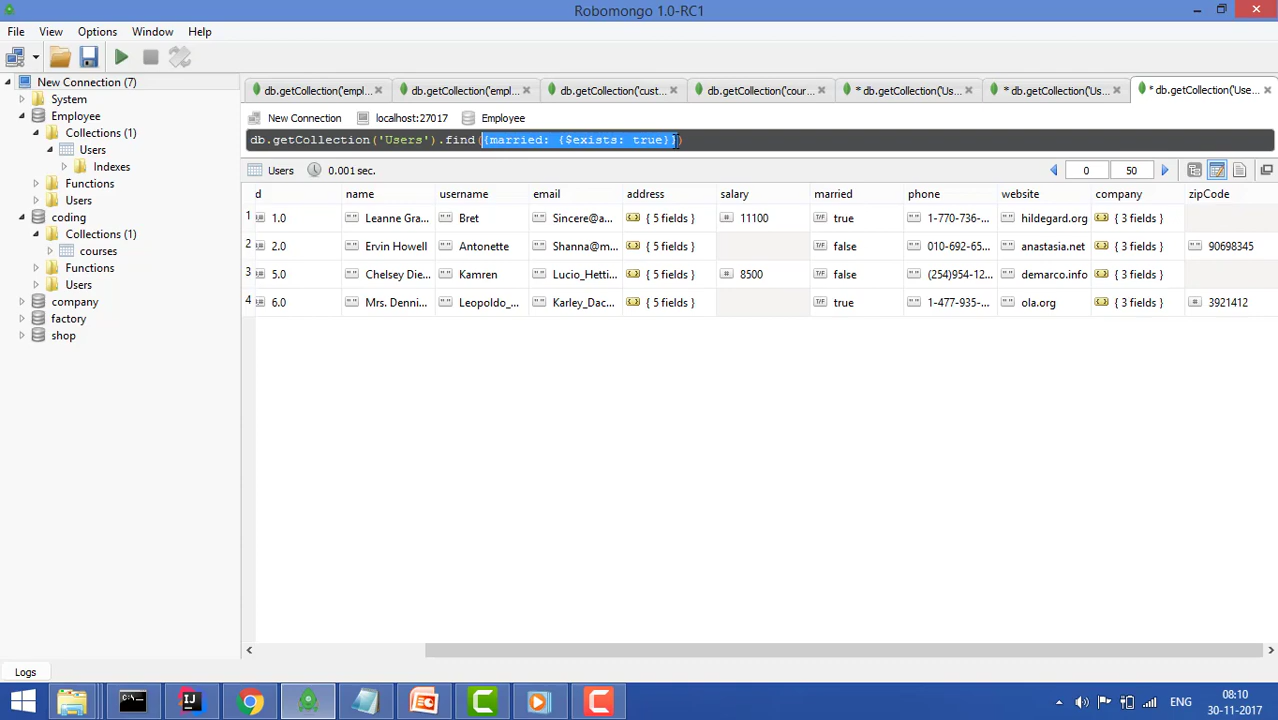 Robomongo 1.0-RC1
File View Options Window Help
New Connection (7)
System
Employee
Collections (1)
Users
Indexes
Functions
Users
coding
Collections (1)
courses
Functions
Users
company
factory
shop
Logs
db.getCollection('empl... db.getCollection('empl... db.getCollection('cust... db.getCollection('cour... * db.getCollection('Us... * db.getCollection('Us... * db.getCollection('Use...
New Connection localhost:27017 Employee
db.getCollection('Users').find({married: {$exists: true}})
Users 0.001 sec. 0 50
d name username email address salary married phone website company zipCode
1 1.0 Leanne Gra... Bret Sincere@a... { 5 fields } 11100 true 1-770-736-... hildegard.org { 3 fields }
2 2.0 Ervin Howell Antonette Shanna@m... { 5 fields } false 010-692-65... anastasia.net { 3 fields } 90698345
3 5.0 Chelsey Die... Kamren Lucio_Hetti... { 5 fields } 8500 false (254)954-12... demarco.info { 3 fields }
4 6.0 Mrs. Denni... Leopoldo_... Karley_Dac... { 5 fields } true 1-477-935-... ola.org { 3 fields } 3921412
ENG
08:10
30-11-2017